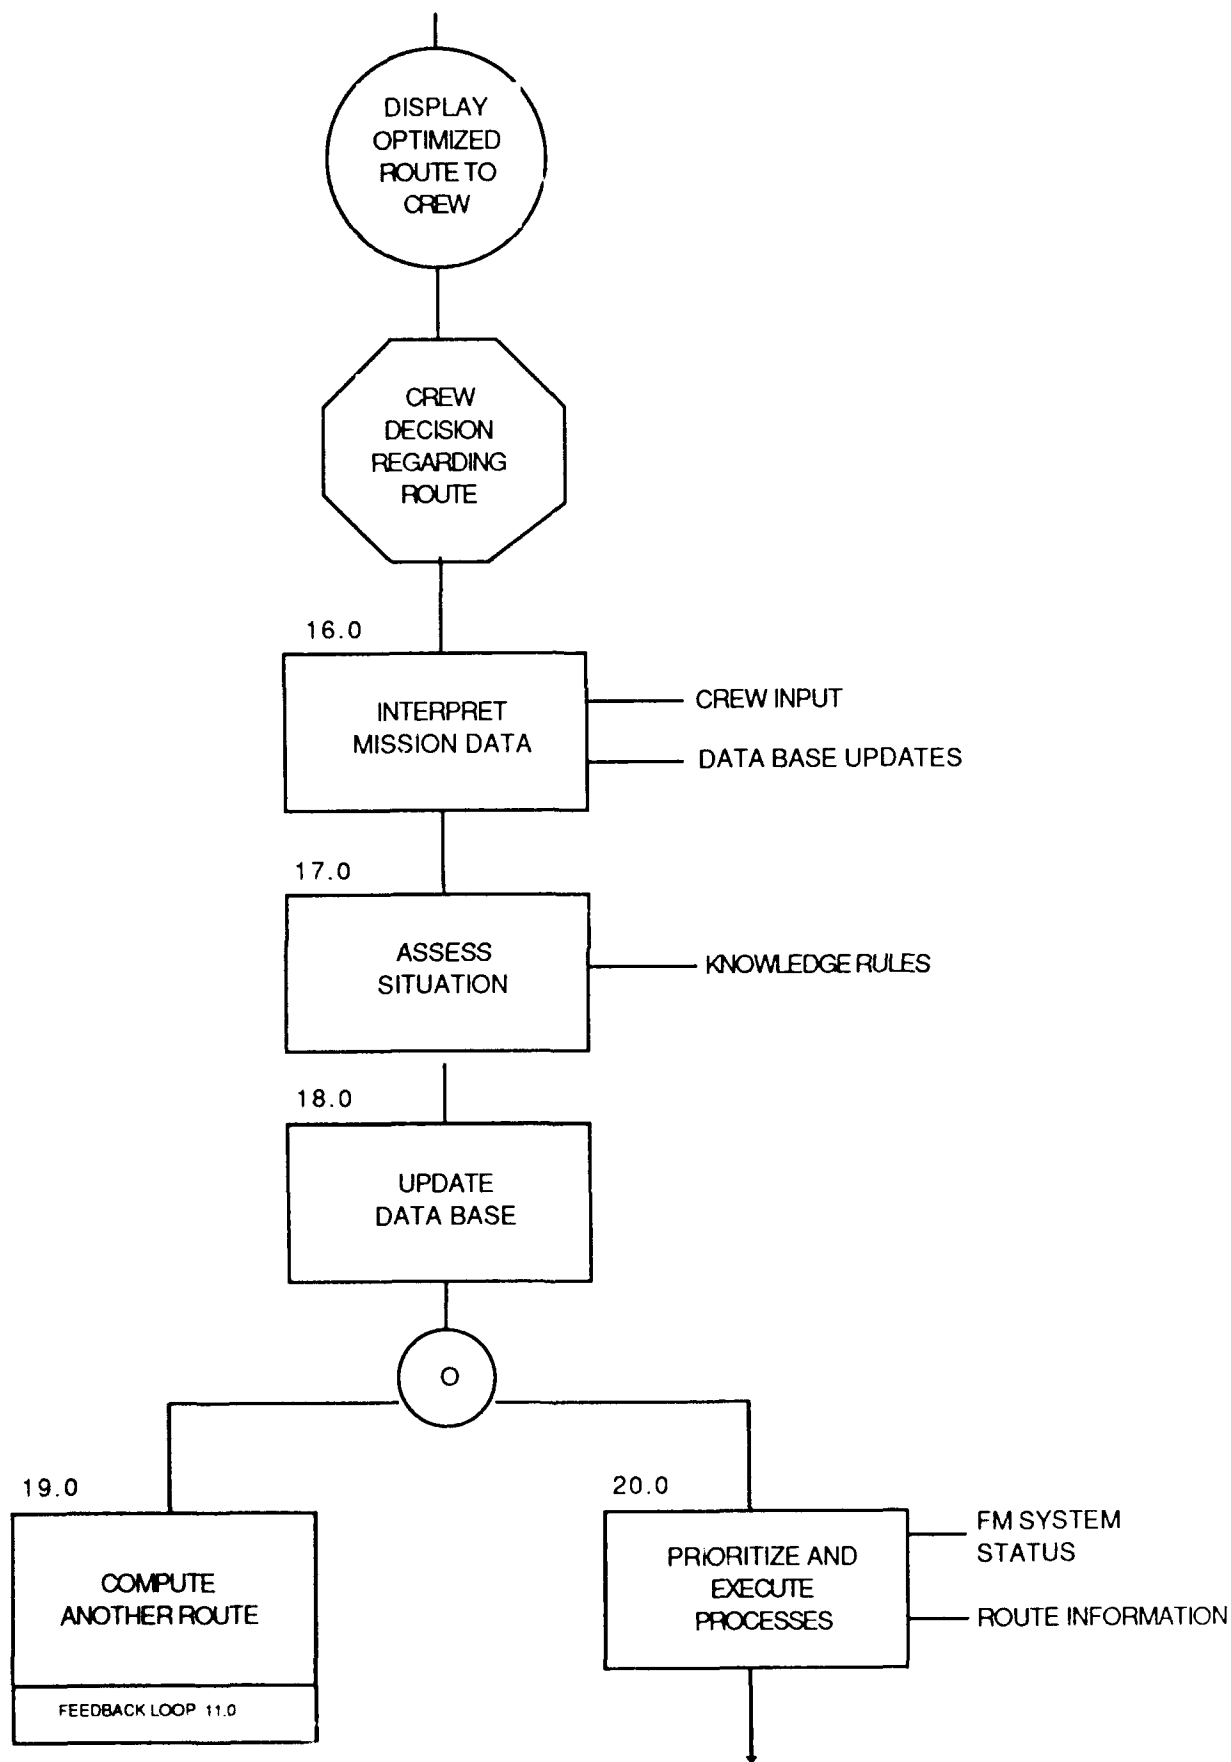 DISPLAY
OPTIMIZED
ROUTE TO
CREW
CREW
DECISION
REGARDING
ROUTE
16.0
INTERPRET
MISSION DATA
CREW INPUT
DATA BASE UPDATES
17.0
ASSESS
SITUATION
KNOWLEDGE RULES
18.0
UPDATE
DATA BASE
O
19.0
COMPUTE
ANOTHER ROUTE
FEEDBACK LOOP 11.0
20.0
PRIORITIZE AND
EXECUTE
PROCESSES
FM SYSTEM
STATUS
ROUTE INFORMATION